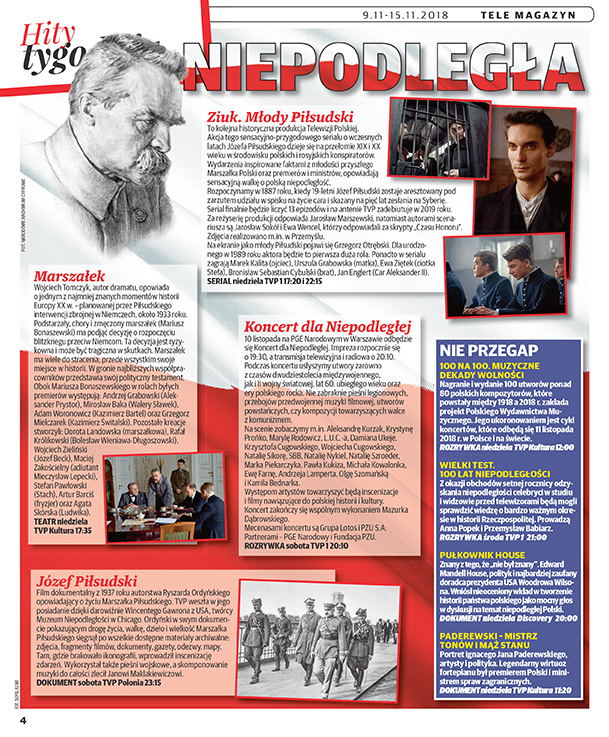 9.11-15.11.2018 TELE MAGAZYN
Hity
tygo
NIEPODLEGŁA
Ziuk. Młody Piłsudski
To kolejna historyczna produkcja Telewizji Polskiej.
Akcja tego sensacyjno-przygodowego serialu o wczesnych
latach Józefa Piłsudskiego dzieje się na przełomie XIX i XX
wieku w środowisku polskich i rosyjskich konspiratorów.
Wydarzenia inspirowane faktami z młodości przyszłego
Marszałka Polski oraz premierów i ministrów, opowiadają
sensacyjną walkę o polską niepodległość.
Rozpoczynamy w 1887 roku, kiedy 19-letni Józef Piłsudski zostaje aresztowany pod
zarzutem udziału w spisku na życie cara i skazany na pięć lat zesłania na Syberię.
Serial finalnie będzie liczyć 13 epizodów i na antenie TVP zadebiutuje w 2019 roku.
Za reżyserię produkcji odpowiada Jarosław Marszewski, natomiast autorami scena-
riusza są Jarosław Sokół i Ewa Wencel, którzy odpowiadali za skrypty „Czasu Honoru".
Zdjęcia realizowano m.in. w Przemyślu.
Na ekranie jako młody Piłsudski pojawi się Grzegorz Otrębski. Dla urodzo-
nego w 1989 roku aktora będzie to pierwsza duża rola. Ponadto w serialu
zagrają Marek Kalita (ojciec), Urszula Grabowska (matka), Ewa Ziętek (ciotka
Stefa), Bronisław Sebastian Cybulski (brat), Jan Englert (Car Aleksander II).
SERIAL niedziela TVP 1 17:20 i 22:15
FOT. NARODOWE ARCHIWUM CYFROWE
Marszałek
Wojciech Tomczyk, autor dramatu, opowiada
o jednym z najmniej znanych momentów historii
Europy XX w. – planowanej przez Piłsudskiego
interwencji zbrojnej w Niemczech, około 1933 roku.
Podstarzały, chory i zmęczony marszałek (Mariusz
Bonaszewski) ma podjąć decyzję o rozpoczęciu
blitzkriegu przeciw Niemcom. Ta decyzja jest ryzy-
kowna i może być tragiczna w skutkach. Marszałek
ma wiele do stracenia, przede wszystkim swoje
miejsce w historii. W gronie najbliższych współpra-
cowników przedstawia swój polityczny testament.
Obok Mariusza Bonaszewskiego w rolach byłych
premierów występują: Andrzej Grabowski (Alek-
sander Prystor), Mirosław Baka (Walery Sławek),
Adam Woronowicz (Kazimierz Bartel) oraz Grzegorz
Mielczarek (Kazimierz Świtalski). Pozostałe kreacje
stworzyli: Dorota Landowska (marszałkowa), Rafał
Królikowski (Bolesław Wieniawa-Długoszowski),
Wojciech Zieliński
(Józef Beck), Maciej
Zakościelny (adiutant
Mieczysław Lepecki),
Stefan Pawłowski
(Stach), Artur Barciś
(fryzjer) oraz Agata
Skórska (Ludwika).
TEATR niedziela
TVP Kultura 17:35
Koncert dla Niepodległej
10 listopada na PGE Narodowym w Warszawie odbędzie
się Koncert dla Niepodległej. Impreza rozpocznie się
o 19:30, a transmisja telewizyjna i radiowa o 20.10.
Podczas koncertu usłyszymy utwory zarówno
z czasów dwudziestolecia międzywojennego,
jak i II wojny światowej, lat 60. ubiegłego wieku oraz
ery polskiego rocka. Nie zabraknie pieśni legionowych,
przebojów przedwojennej muzyki filmowej, utworów
powstańczych, czy kompozycji towarzyszących walce
z komunizmem.
Na scenie zobaczymy m.in. Aleksandrę Kurzak, Krystynę
Prońko, Marylę Rodowicz, L.U.C.-a, Damiana Ukeje,
Krzysztofa Cugowskiego, Wojciecha Cugowskiego,
Natalię Sikorę, SBB, Natalię Nykiel, Natalię Szroeder,
Marka Piekarczyka, Pawła Kukiza, Michała Kowalonka,
Ewę Farnę, Andrzeja Lamperta, Olgę Szomańską
i Kamila Bednarka.
Występom artystów towarzyszyć będą inscenizacje
i filmy nawiązujące do polskiej historii i kultury.
Koncert zakończy się wspólnym wykonaniem Mazurka
Dąbrowskiego.
Mecenasami koncertu są Grupa Lotos i PZU S.A.
Partnerami - PGE Narodowy i Fundacja PZU.
ROZRYWKA sobota TVP 1 20:10
NIE PRZEGAP
100 NA 100. MUZYCZNE
DEKADY WOLNOŚCI
Nagranie i wydanie 100 utworów ponad
80 polskich kompozytorów, które
powstały między 1918 a 2018 r. zakłada
projekt Polskiego Wydawnictwa Mu-
zycznego. Jego ukoronowaniem jest cykl
koncertów, które odbędą się 11 listopada
2018 r. w Polsce i na świecie.
ROZRYWKA niedziela TVP Kultura 12:00
WIELKI TEST.
100 LAT NIEPODLEGŁOŚCI
Z okazji obchodów setnej rocznicy odzy-
skania niepodległości celebryci w studiu
i widzowie przed telewizorami będą mogli
sprawdzić wiedzę o bardzo ważnym okre-
sie w historii Rzeczpospolitej. Prowadzą
Anna Popek i Przemysław Babiarz.
ROZRYWKA środa TVP 1 21:00
PUŁKOWNIK HOUSE
Znany z tego, że „nie był znany". Edward
Mandell House, polityk i najbardziej zaufany
doradca prezydenta USA Woodrowa Wilso-
na. Wniósł nieoceniony wkład w tworzenie
historii państwa polskiego jako mocny głos
w dyskusji na temat niepodległej Polski.
DOKUMENT niedziela Discovery 20:00
PADEREWSKI – MISTRZ
TONÓW I MĄŻ STANU
Portret Ignacego Jana Paderewskiego,
artysty i polityka. Legendarny wirtuoz
fortepianu był premierem Polski i mini-
strem spraw zagranicznych.
DOKUMENT niedziela TVP Kultura 11:20
Józef Piłsudski
Film dokumentalny z 1937 roku autorstwa Ryszarda Ordyńskiego
opowiadający o życiu Marszałka Piłsudskiego. TVP weszła w jego
posiadanie dzięki darowiźnie Wincentego Gawrona z USA, twórcy
Muzeum Niepodległości w Chicago. Ordyński w swym dokumen-
cie pokazującym drogę życia, walkę, dzieło i wielkość Marszałka
Piłsudskiego sięgnął po wszelkie dostępne materiały archiwalne:
zdjęcia, fragmenty filmów, dokumenty, gazety, odezwy, mapy.
Tam, gdzie brakowało ikonografii, wprowadził inscenizację
zdarzeń. Wykorzystał także pieśni wojskowe, a skomponowanie
muzyki do całości zlecił Janowi Maklakiewiczowi.
DOKUMENT sobota TVP Polonia 23:15
4